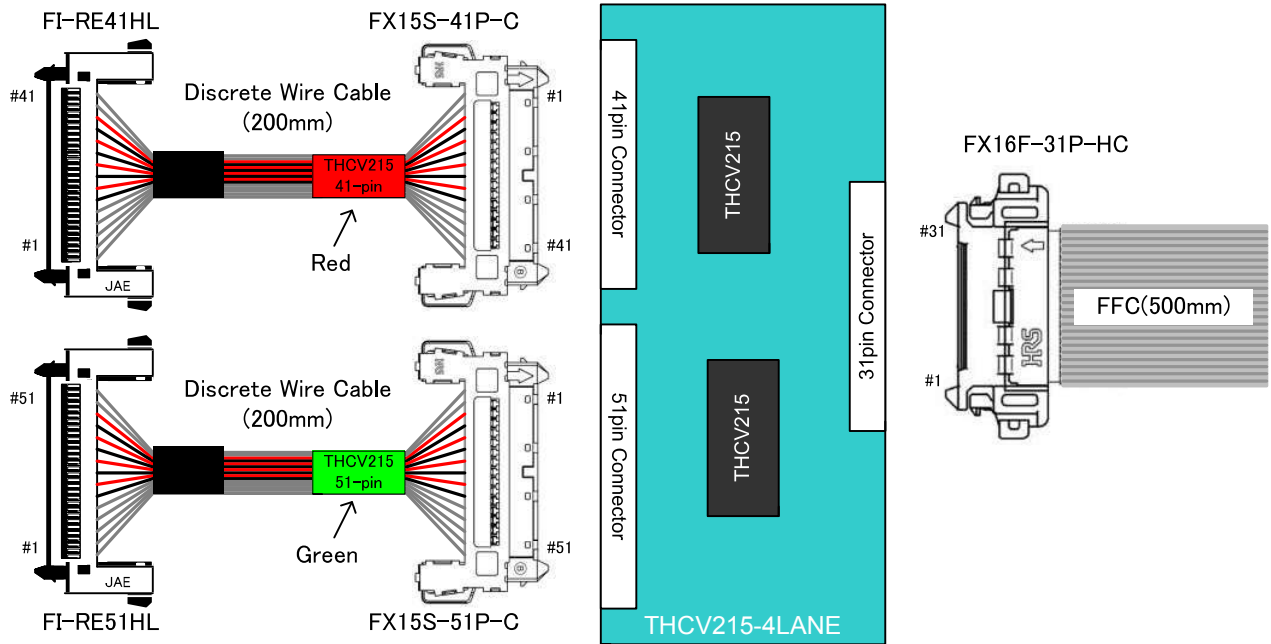 FI-RE41HL
FX15S-41P-C
#41
Discrete Wire Cable
(200mm)
HRS
#1
THCV215
41-pin
#1
Red
#41
JAE
B
41pin Connector
THCV215
FX16F-31P-HC
#31
31pin Connector
FFC(500mm)
HRS
#1
#51
Discrete Wire Cable
(200mm)
HRS
#1
THCV215
51-pin
#1
Green
#51
JAE
B
FI-RE51HL
FX15S-51P-C
51pin Connector
THCV215
THCV215-4LANE